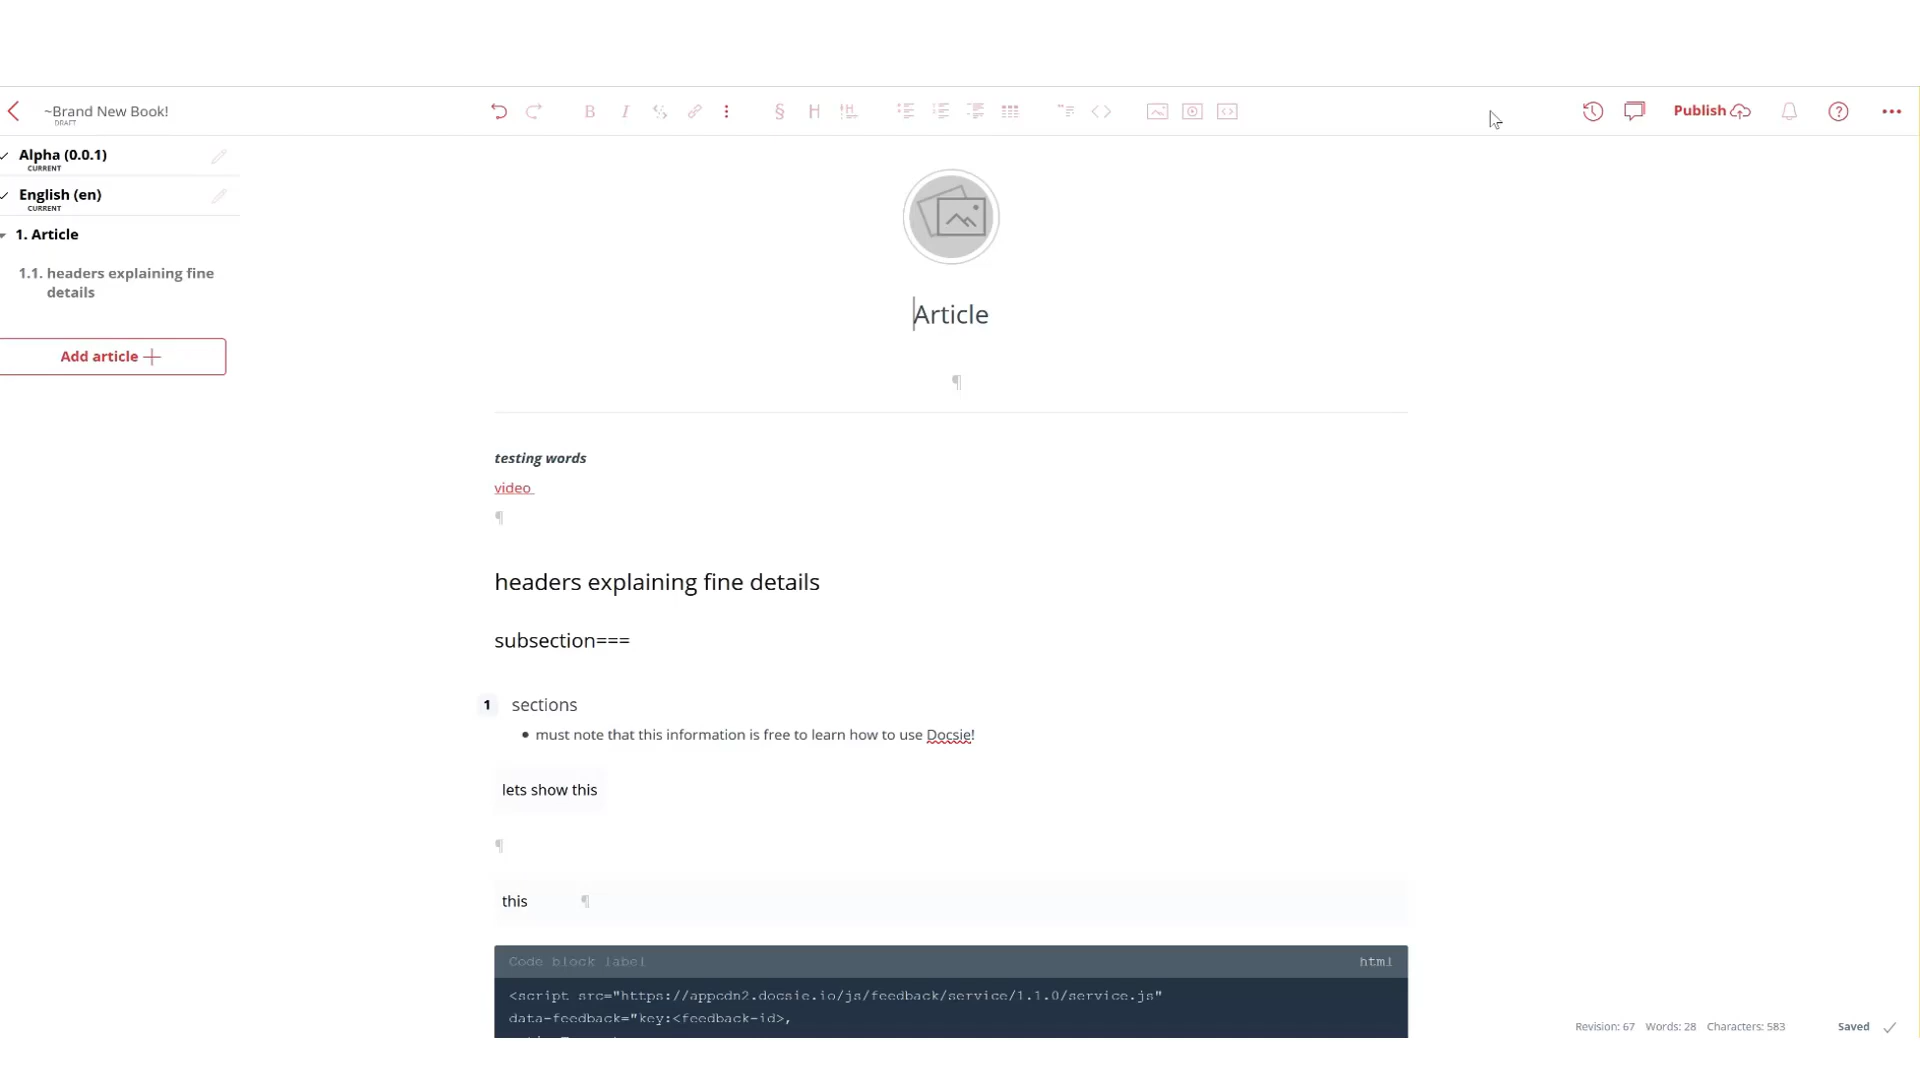 ~Brand New Book!
DRAFT
B I § H
Publish
Alpha (0.0.1)
CURRENT
English (en)
CURRENT
1. Article
1.1. headers explaining fine
details
Add article
Article
¶
testing words
video
¶
headers explaining fine details
subsection===
1 sections
• must note that this information is free to learn how to use Docsie!
lets show this
¶
this ¶
Code block label html
<script src="https://appcdn2.docsie.io/js/feedback/service/1.1.0/service.js"
data-feedback="key:<feedback-id>,
Revision: 67 Words: 28 Characters: 583 Saved